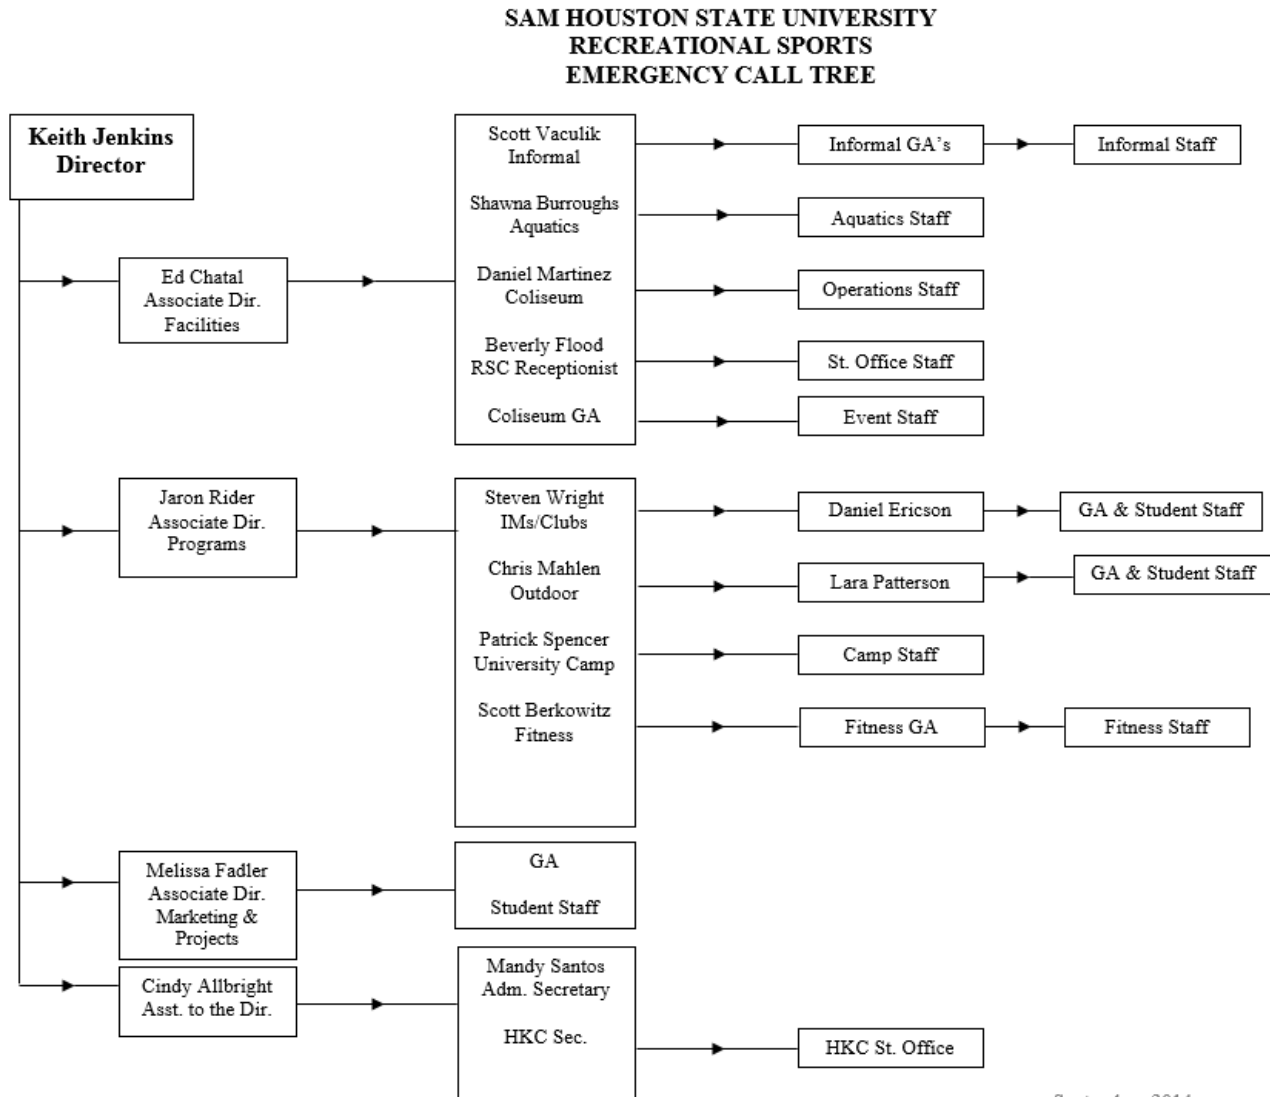 SAM HOUSTON STATE UNIVERSITY
RECREATIONAL SPORTS
EMERGENCY CALL TREE
Keith Jenkins
Director
Ed Chatal
Associate Dir.
Facilities
Scott Vaculik
Informal
Shawna Burroughs
Aquatics
Daniel Martinez
Coliseum
Beverly Flood
RSC Receptionist
Coliseum GA
Informal GA’s
Informal Staff
Aquatics Staff
Operations Staff
St. Office Staff
Event Staff
Jaron Rider
Associate Dir.
Programs
Steven Wright
IMs/Clubs
Chris Mahlen
Outdoor
Patrick Spencer
University Camp
Scott Berkowitz
Fitness
Daniel Ericson
GA & Student Staff
Lara Patterson
GA & Student Staff
Camp Staff
Fitness GA
Fitness Staff
Melissa Fadler
Associate Dir.
Marketing &
Projects
GA
Student Staff
Cindy Allbright
Asst. to the Dir.
Mandy Santos
Adm. Secretary
HKC Sec.
HKC St. Office